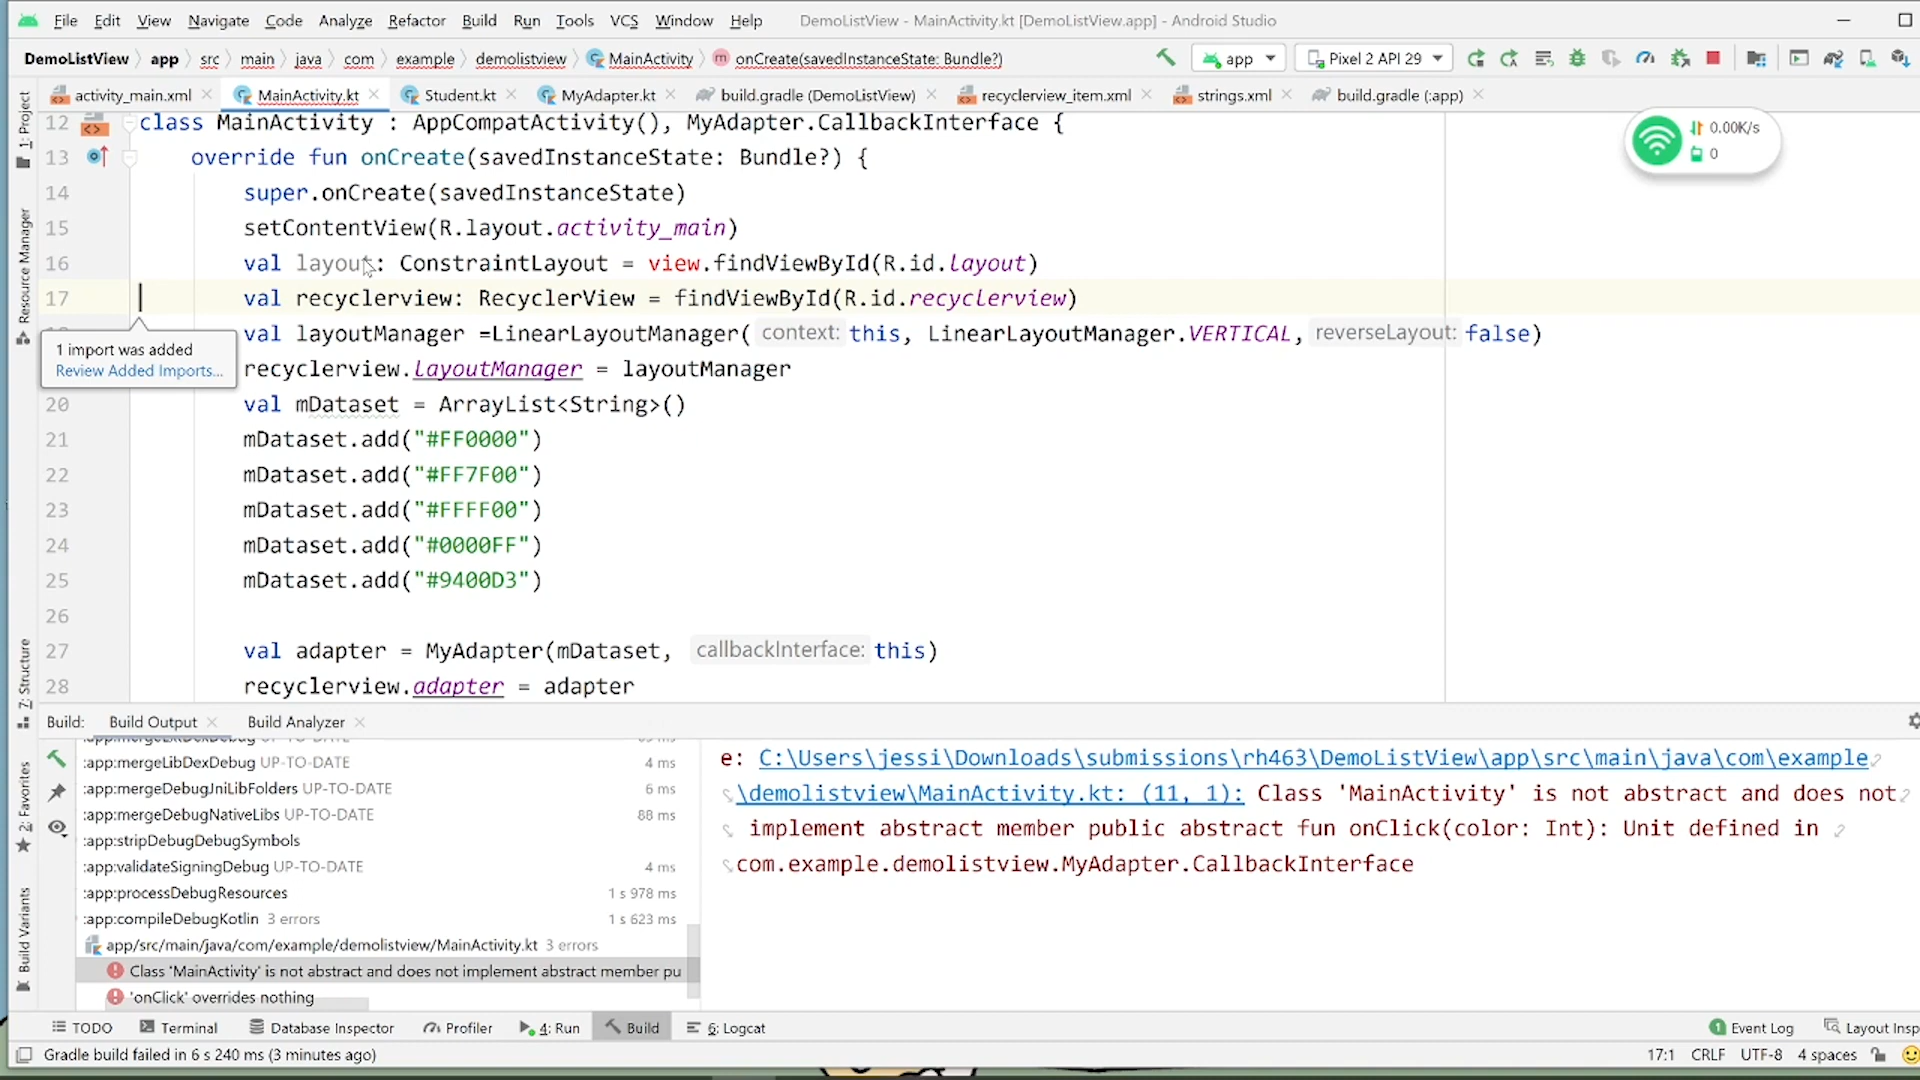 File Edit View Navigate Code Analyze Refactor Build Run Tools VCS Window Help DemoListView - MainActivity.kt [DemoListView.app] - Android Studio
DemoListView app src main java com example demolistview MainActivity onCreate(savedInstanceState: Bundle?) app Pixel 2 API 29
activity_main.xml MainActivity.kt Student.kt MyAdapter.kt build.gradle (DemoListView) recyclerview_item.xml strings.xml build.gradle (:app)
1: Project
Resource Manager
7: Structure
2: Favorites
Build Variants
12 class MainActivity : AppCompatActivity(), MyAdapter.CallbackInterface {
13 override fun onCreate(savedInstanceState: Bundle?) {
14 super.onCreate(savedInstanceState)
15 setContentView(R.layout.activity_main)
16 val layout: ConstraintLayout = view.findViewById(R.id.layout)
17 val recyclerview: RecyclerView = findViewById(R.id.recyclerview)
val layoutManager =LinearLayoutManager( context: this, LinearLayoutManager.VERTICAL, reverseLayout: false)
recyclerview.layoutManager = layoutManager
20 val mDataset = ArrayList<String>()
21 mDataset.add("#FF0000")
22 mDataset.add("#FF7F00")
23 mDataset.add("#FFFF00")
24 mDataset.add("#0000FF")
25 mDataset.add("#9400D3")
26
27 val adapter = MyAdapter(mDataset, callbackInterface: this)
28 recyclerview.adapter = adapter
1 import was added
Review Added Imports...
0.00K/s
0
Build: Build Output Build Analyzer
:app:mergeLibDexDebug UP-TO-DATE 4 ms
:app:mergeDebugJniLibFolders UP-TO-DATE 6 ms
:app:mergeDebugNativeLibs UP-TO-DATE 88 ms
:app:stripDebugDebugSymbols
:app:validateSigningDebug UP-TO-DATE 4 ms
:app:processDebugResources 1 s 978 ms
:app:compileDebugKotlin 3 errors 1 s 623 ms
app/src/main/java/com/example/demolistview/MainActivity.kt 3 errors
Class 'MainActivity' is not abstract and does not implement abstract member pu
'onClick' overrides nothing
e: C:\Users\jessi\Downloads\submissions\rh463\DemoListView\app\src\main\java\com\example
\demolistview\MainActivity.kt: (11, 1): Class 'MainActivity' is not abstract and does not
implement abstract member public abstract fun onClick(color: Int): Unit defined in
com.example.demolistview.MyAdapter.CallbackInterface
TODO Terminal Database Inspector Profiler 4: Run Build 6: Logcat 1 Event Log Layout Insp
Gradle build failed in 6 s 240 ms (3 minutes ago) 17:1 CRLF UTF-8 4 spaces